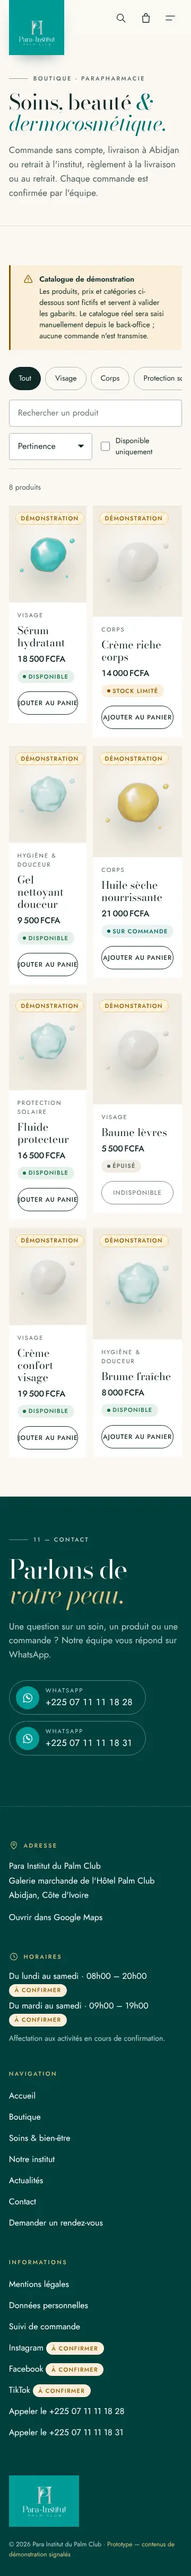 Para·Institut
DU PALM CLUB
BOUTIQUE · PARAPHARMACIE
Soins, beauté &
dermocosmétique.
Commande sans compte, livraison à Abidjan
ou retrait à l'institut, règlement à la livraison
ou au retrait. Chaque commande est
confirmée par l'équipe.
Catalogue de démonstration
Les produits, prix et catégories ci-
dessous sont fictifs et servent à valider
les gabarits. Le catalogue réel sera saisi
manuellement depuis le back-office ;
aucune commande n'est transmise.
Tout
Visage
Corps
Protection so
Rechercher un produit
Pertinence
Disponible
uniquement
8 produits
DÉMONSTRATION
VISAGE
Sérum
hydratant
18 500 FCFA
DISPONIBLE
JOUTER AU PANIE
DÉMONSTRATION
CORPS
Crème riche
corps
14 000 FCFA
STOCK LIMITÉ
AJOUTER AU PANIER
DÉMONSTRATION
HYGIÈNE &
DOUCEUR
Gel
nettoyant
douceur
9 500 FCFA
DISPONIBLE
JOUTER AU PANIE
DÉMONSTRATION
CORPS
Huile sèche
nourrissante
21 000 FCFA
SUR COMMANDE
AJOUTER AU PANIER
DÉMONSTRATION
PROTECTION
SOLAIRE
Fluide
protecteur
16 500 FCFA
DISPONIBLE
JOUTER AU PANIE
DÉMONSTRATION
VISAGE
Baume lèvres
5 500 FCFA
ÉPUISÉ
INDISPONIBLE
DÉMONSTRATION
VISAGE
Crème
confort
visage
19 500 FCFA
DISPONIBLE
JOUTER AU PANIE
DÉMONSTRATION
HYGIÈNE &
DOUCEUR
Brume fraîche
8 000 FCFA
DISPONIBLE
AJOUTER AU PANIER
11 — CONTACT
Parlons de
votre peau.
Une question sur un soin, un produit ou une
commande ? Notre équipe vous répond sur
WhatsApp.
WHATSAPP
+225 07 11 11 18 28
WHATSAPP
+225 07 11 11 18 31
ADRESSE
Para Institut du Palm Club
Galerie marchande de l'Hôtel Palm Club
Abidjan, Côte d'Ivoire
Ouvrir dans Google Maps
HORAIRES
Du lundi au samedi · 08h00 – 20h00
À CONFIRMER
Du mardi au samedi · 09h00 – 19h00
À CONFIRMER
Affectation aux activités en cours de confirmation.
NAVIGATION
Accueil
Boutique
Soins & bien-être
Notre institut
Actualités
Contact
Demander un rendez-vous
INFORMATIONS
Mentions légales
Données personnelles
Suivi de commande
Instagram À CONFIRMER
Facebook À CONFIRMER
TikTok À CONFIRMER
Appeler le +225 07 11 11 18 28
Appeler le +225 07 11 11 18 31
Para·Institut
DU PALM CLUB
© 2026 Para Institut du Palm Club · Prototype — contenus de
démonstration signalés